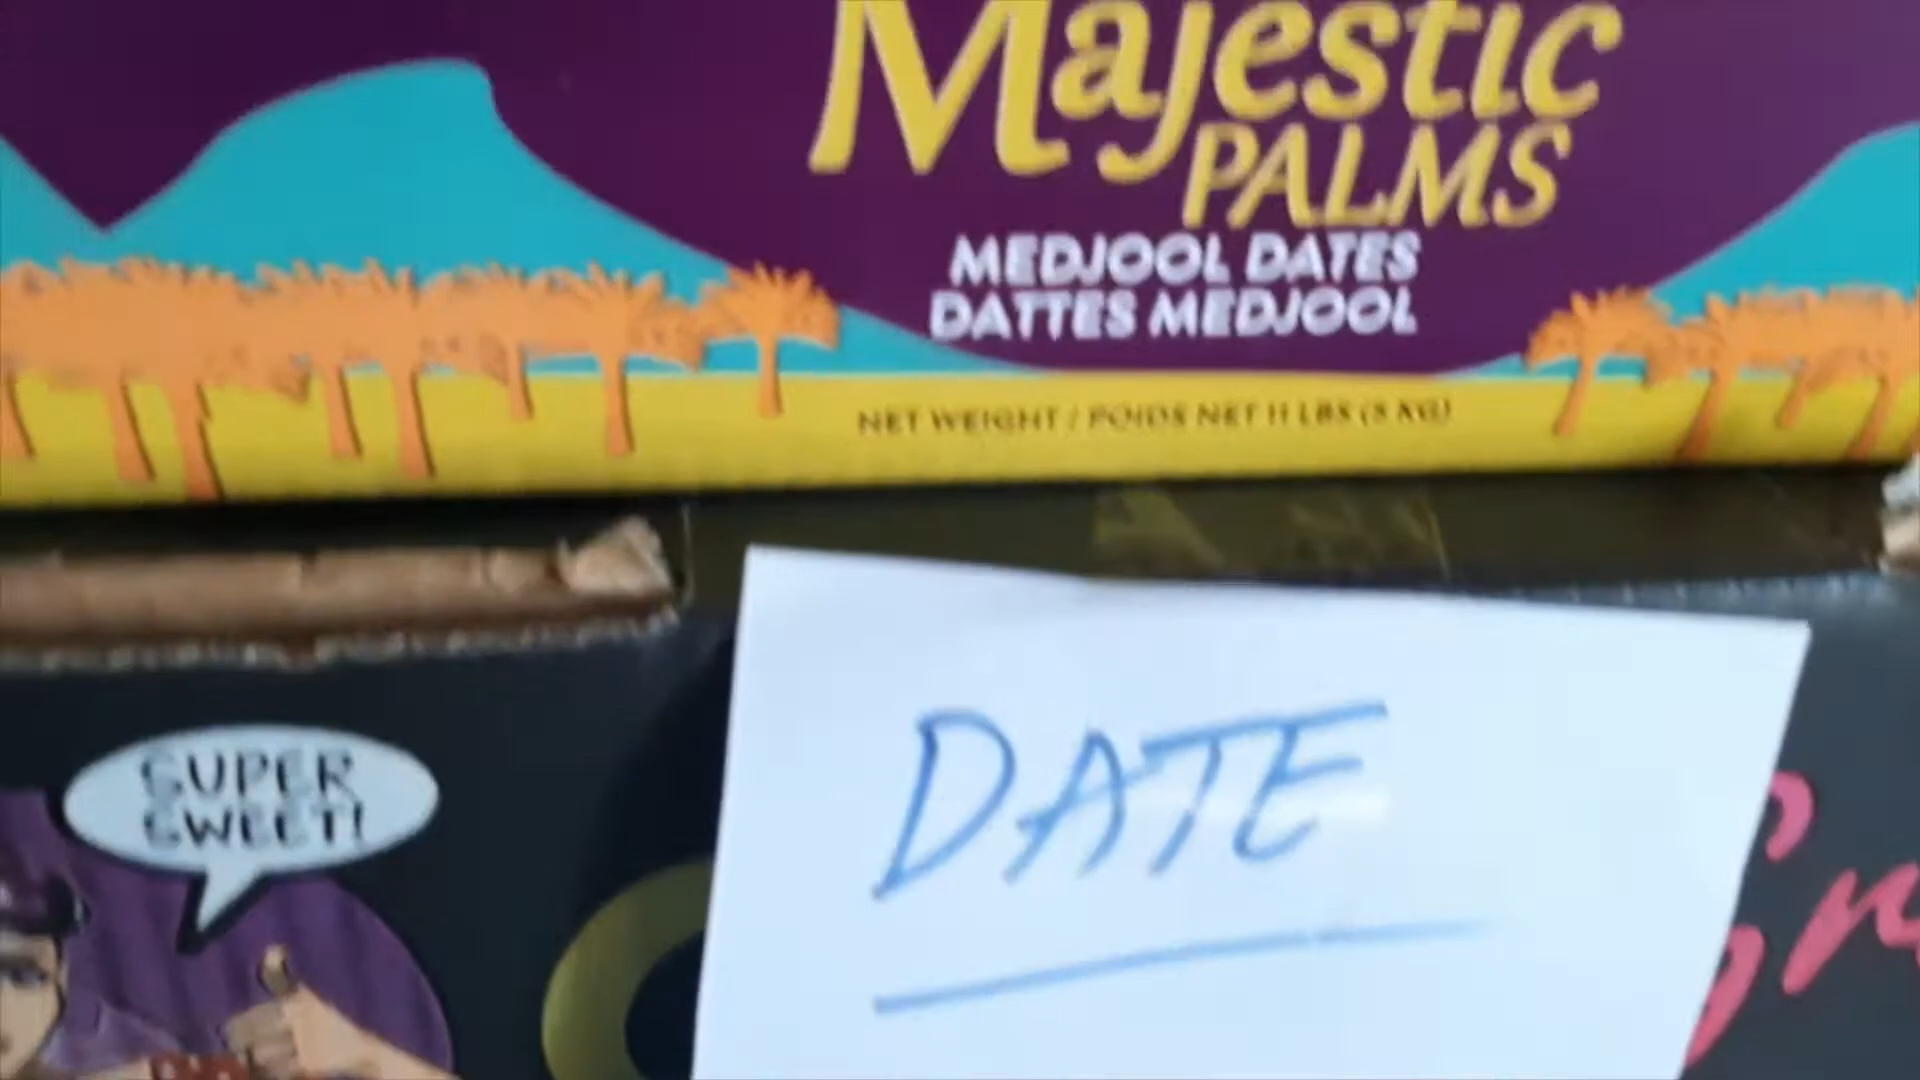 Majestic
PALMS
MEDJOOL DATES
DATTES MEDJOOL
NET WEIGHT / POIDS NET 11 LBS (5 KG)
SUPER
SWEET!
DATE